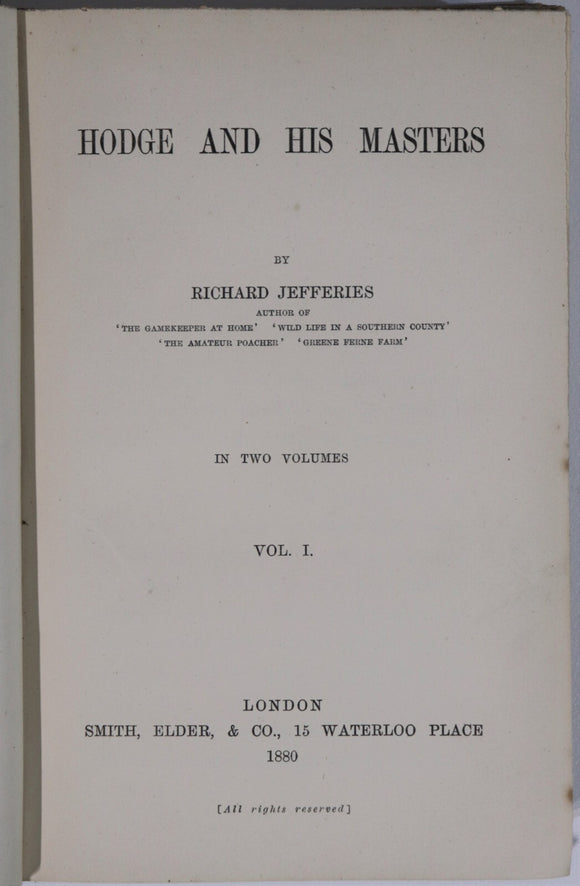 HODGE AND HIS MASTERS
BY
RICHARD JEFFERIES
AUTHOR OF
‘THE GAMEKEEPER AT HOME’ ‘WILD LIFE IN A SOUTHERN COUNTY’
‘THE AMATEUR POACHER’ ‘GREENE FERNE FARM’
IN TWO VOLUMES
VOL. I.
LONDON
SMITH, ELDER, & CO., 15 WATERLOO PLACE
1880
[All rights reserved]